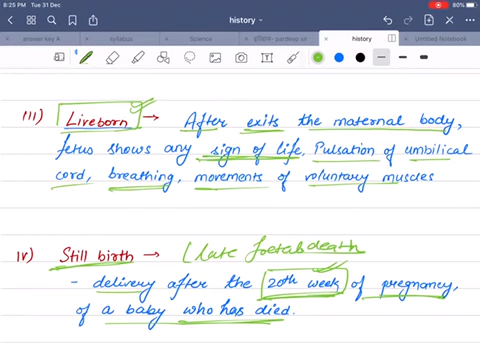 8:25 PM Tue 31 Dec
80%
history
answer key A
syllabus
Science
history
Untitled Notebook
iii) Liveborn → After exits the maternal body,
fetus shows any sign of life, Pulsation of umbilical
cord, breathing, movements of voluntary muscles
iv) Still birth → (late foetal death
- delivery after the 20th week of pregnancy,
of a baby who has died.